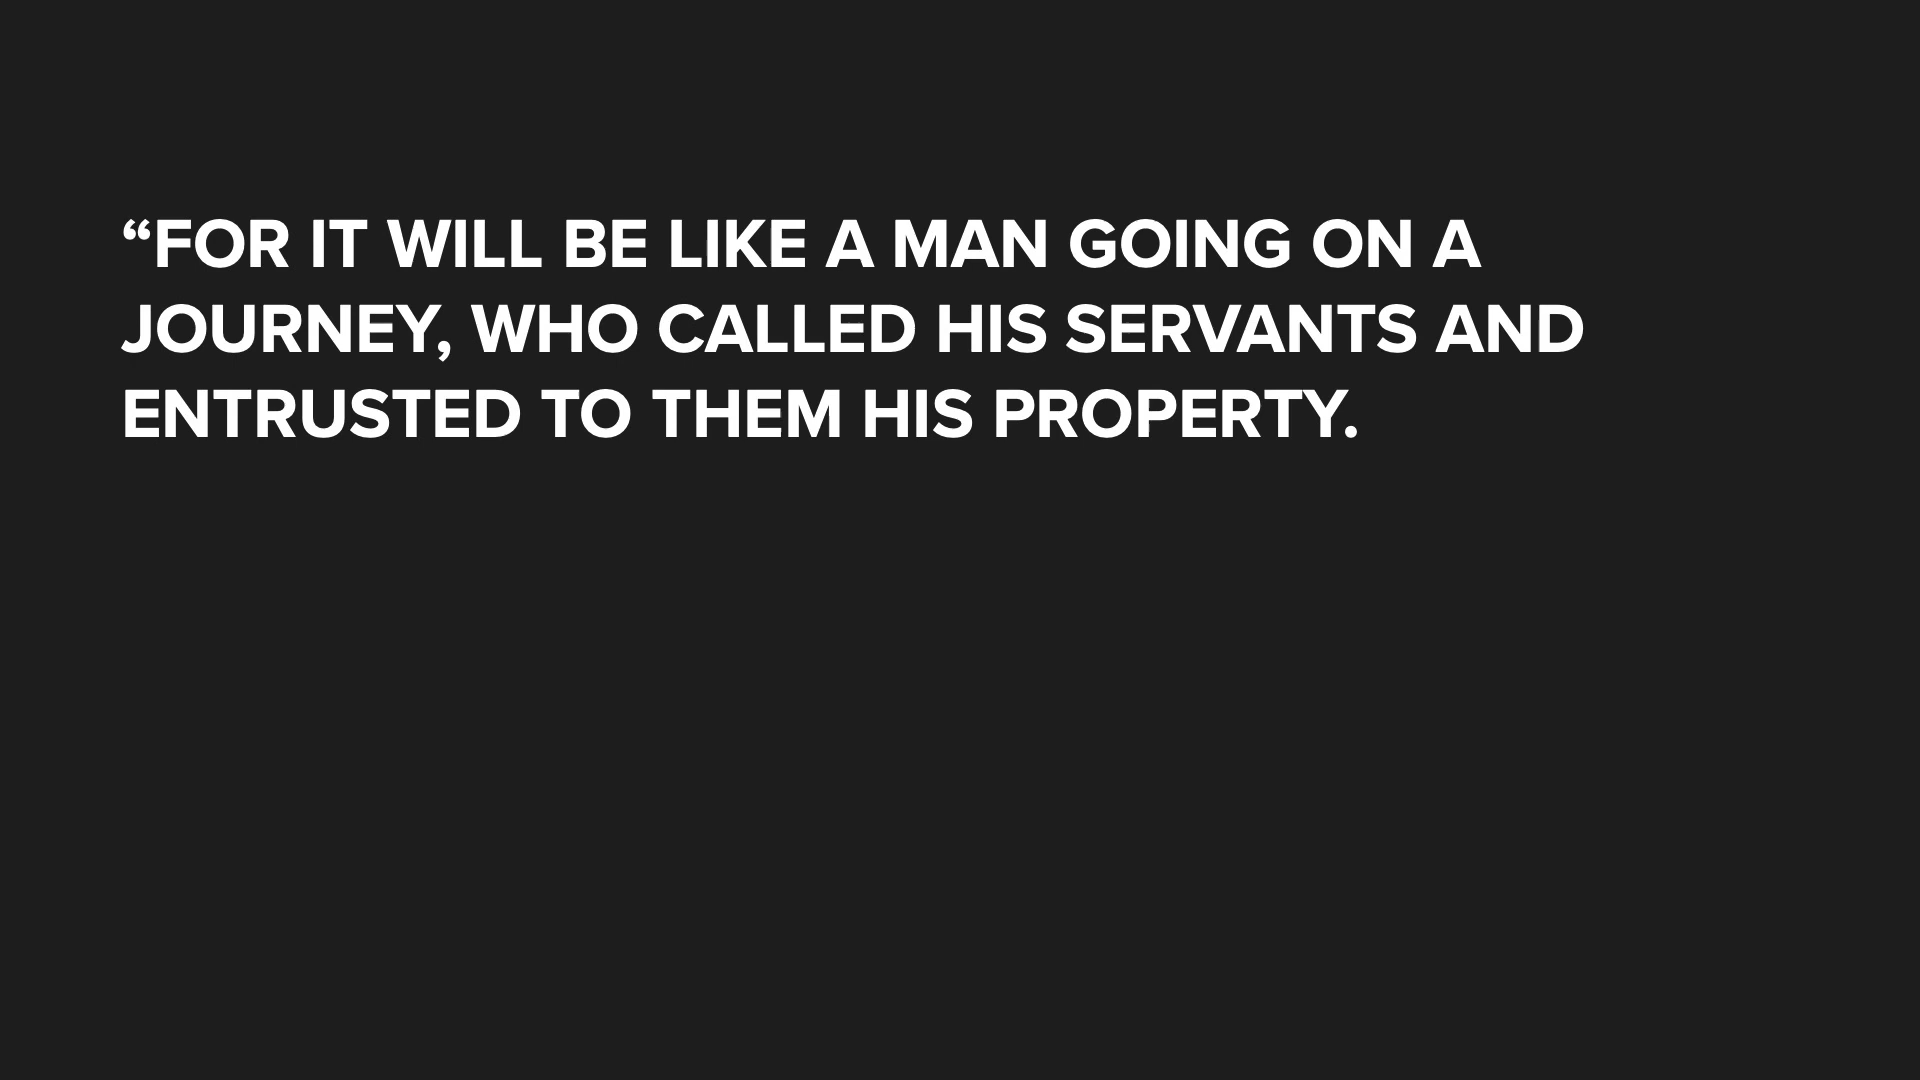 “FOR IT WILL BE LIKE A MAN GOING ON A
JOURNEY, WHO CALLED HIS SERVANTS AND
ENTRUSTED TO THEM HIS PROPERTY.